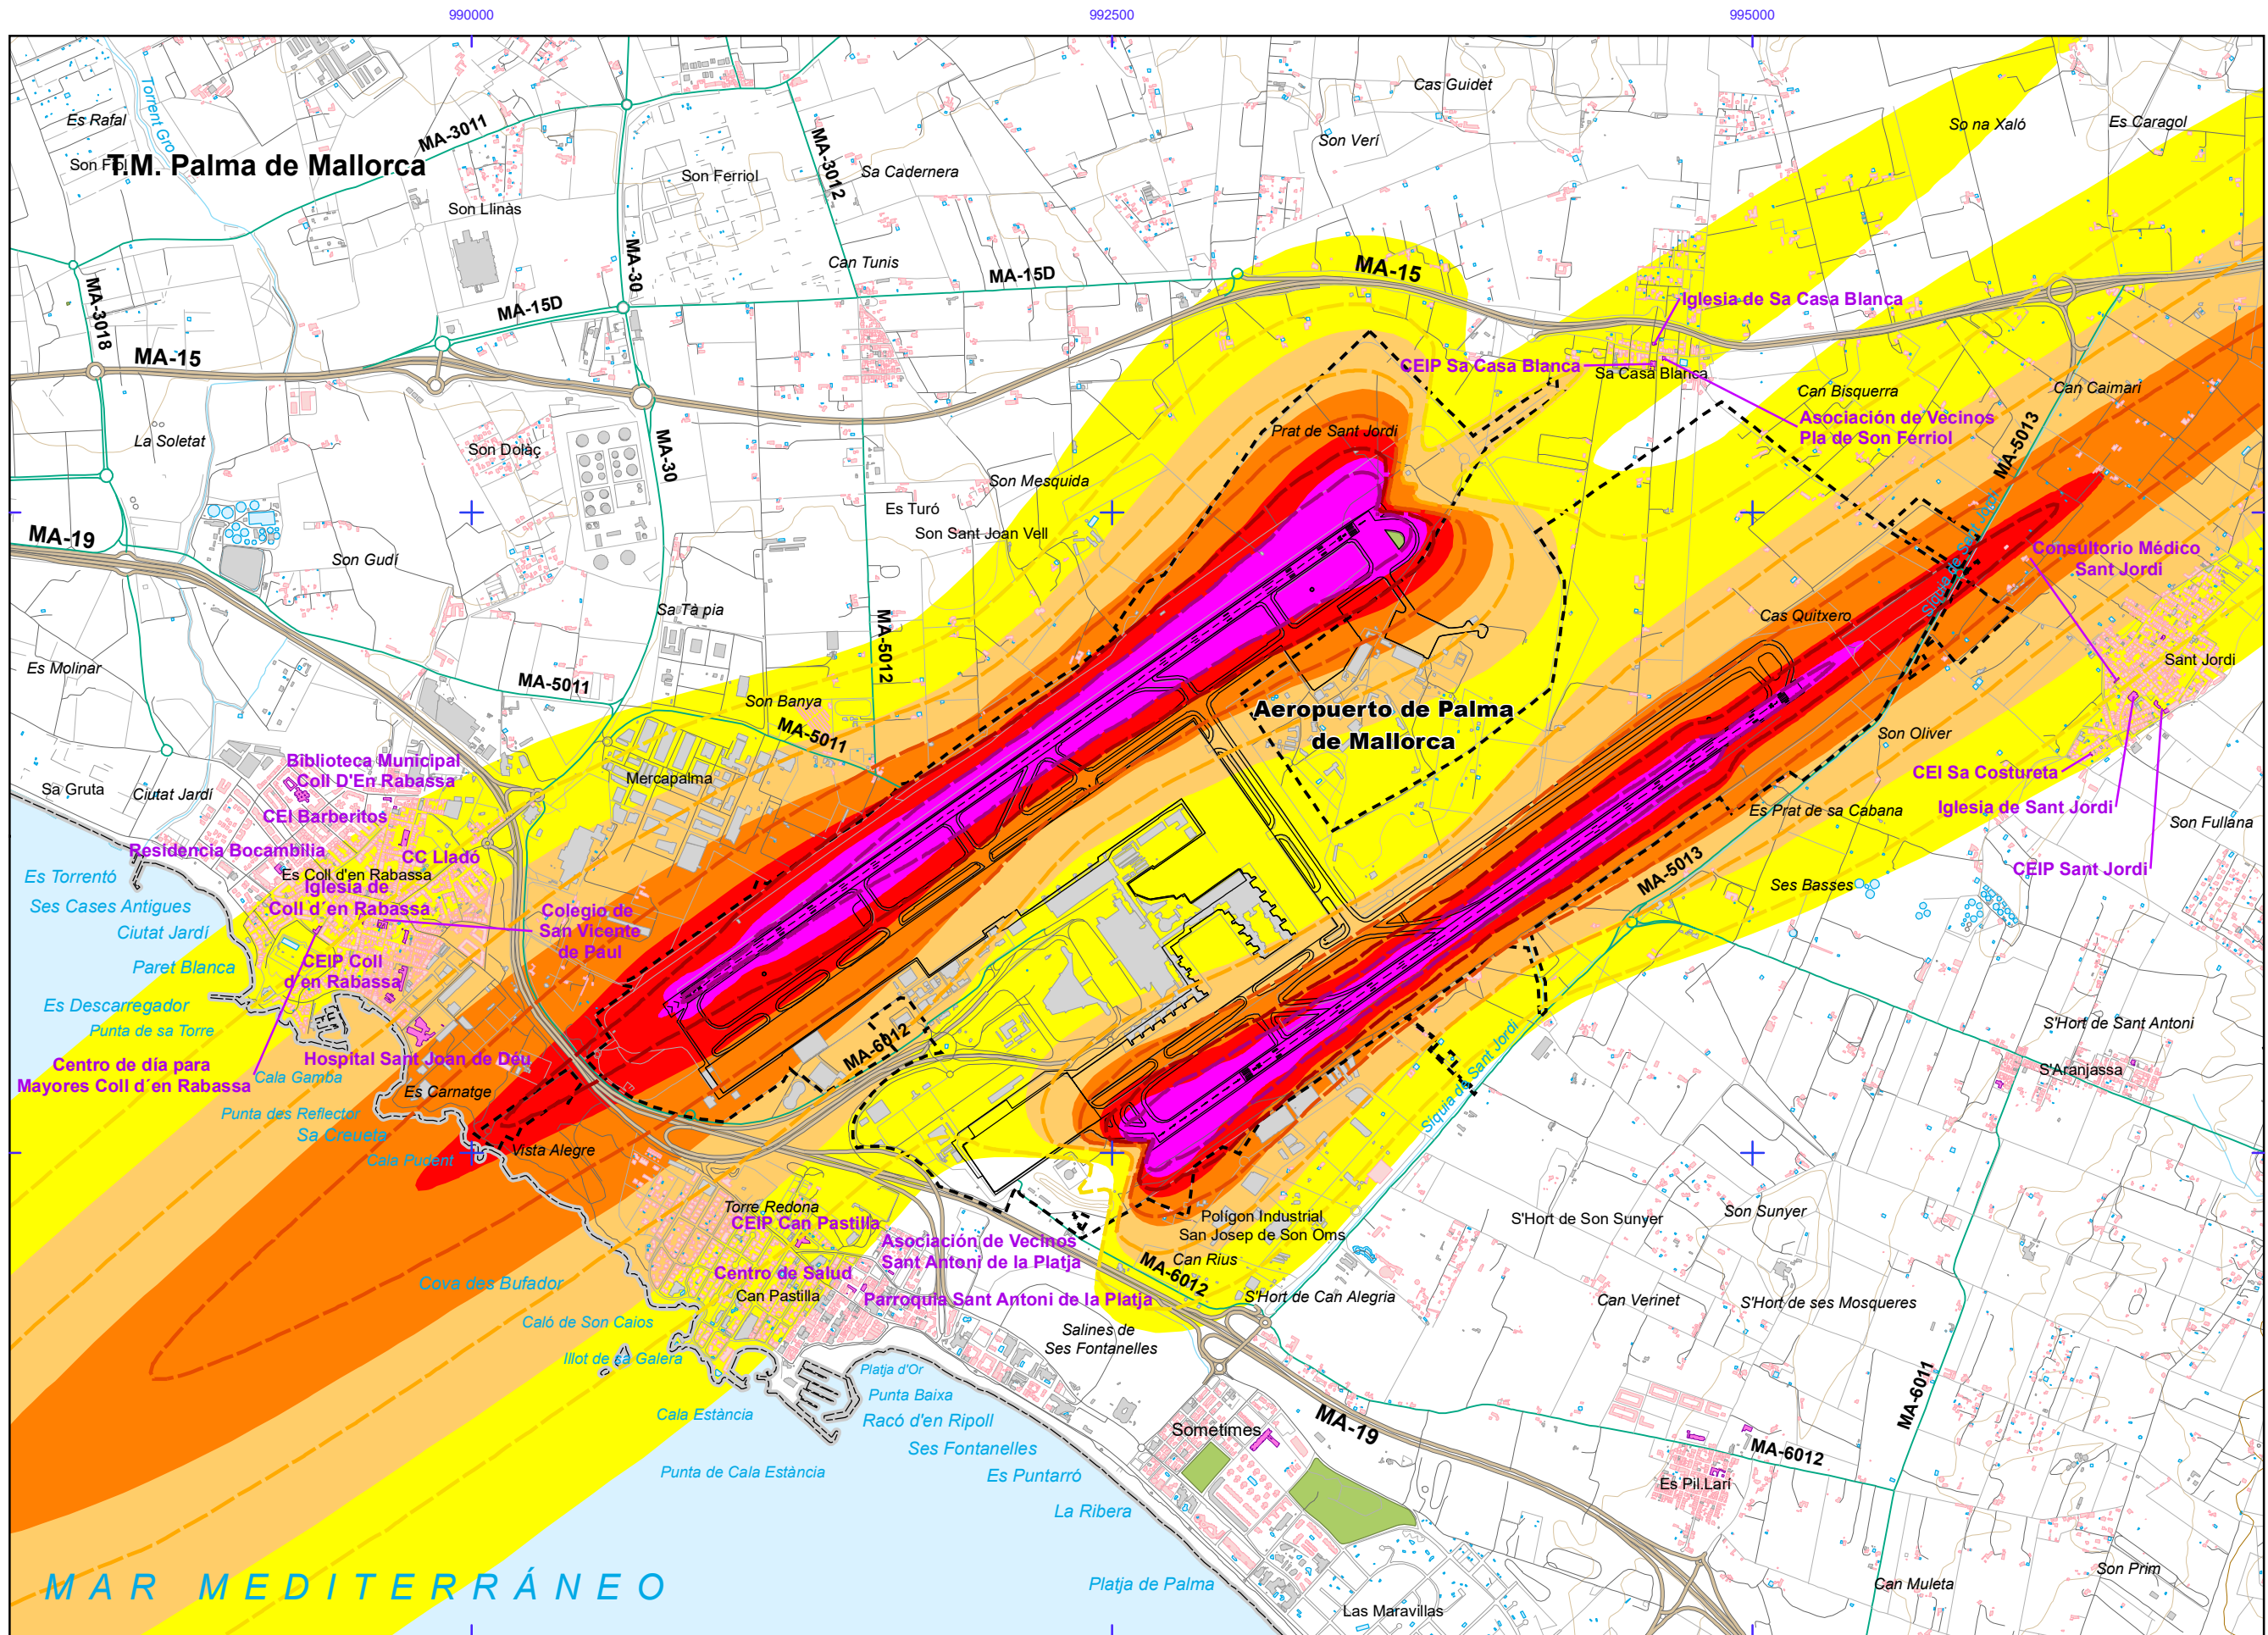 990000
992500
995000
Cas Guidet
Torrent Gros
Es Rafal
MA-3011
MA-3012
Son Verí
So na Xaló
Es Caragol
Son Fiol
T.M. Palma de Mallorca
Son Ferriol
Sa Cadernera
Son Llinàs
MA-30
Can Tunis
MA-15D
MA-15
MA-3018
MA-15D
Iglesia de Sa Casa Blanca
MA-15
CEIP Sa Casa Blanca
Sa Casa Blanca
Can Bisquerra
Can Caimari
Asociación de Vecinos
Pla de Son Ferriol
La Soletat
Son Dolaç
MA-30
Prat de Sant Jordi
MA-5013
Son Mesquida
Es Turó
Son Sant Joan Vell
MA-19
Son Gudí
Consultorio Médico
Sant Jordi
Síquia de Sant Jordi
Sa Tà pia
Cas Quitxero
MA-5012
Es Molinar
MA-5011
Sant Jordi
Son Banya
Aeropuerto de Palma
de Mallorca
MA-5011
Son Oliver
Biblioteca Municipal
Coll D'En Rabassa
Mercapalma
CEI Sa Costureta
Sa Gruta
Ciutat Jardí
CEI Barberitos
Iglesia de Sant Jordi
Es Prat de sa Cabana
Son Fullana
Residencia Bocambilia
CC Lladó
CEIP Sant Jordi
Es Torrentó
Es Coll d'en Rabassa
MA-5013
Ses Basses
Iglesia de
Coll d´en Rabassa
Ses Cases Antigues
Colegio de
San Vicente
de Paul
Ciutat Jardí
CEIP Coll
d'en Rabassa
Paret Blanca
Es Descarregador
Punta de sa Torre
S'Hort de Sant Antoni
MA-6012
Hospital Sant Joan de Déu
Centro de día para
Mayores Coll d´en Rabassa
Cala Gamba
S'Aranjassa
Síquia de Sant Jordi
Es Carnatge
Punta des Reflector
Sa Creueta
Cala Pudent
Vista Alegre
Torre Redona
CEIP Can Pastilla
Polígon Industrial
San Josep de Son Oms
S'Hort de Son Sunyer
Son Sunyer
Asociación de Vecinos
Sant Antoni de la Platja
Can Rius
MA-6012
Centro de Salud
Cova des Bufador
Can Pastilla
Parroquia Sant Antoni de la Platja
S'Hort de Can Alegria
Can Verinet
S'Hort de ses Mosqueres
Caló de Son Caios
Salines de
Ses Fontanelles
Illot de sa Galera
Platja d'Or
Punta Baixa
MA-6011
Cala Estància
Racó d'en Ripoll
Sometimes
MA-19
Ses Fontanelles
MA-6012
Punta de Cala Estància
Es Puntarró
Es Pil.Larí
La Ribera
MAR MEDITERRÁNEO
Platja de Palma
Can Muleta
Son Prim
Las Maravillas